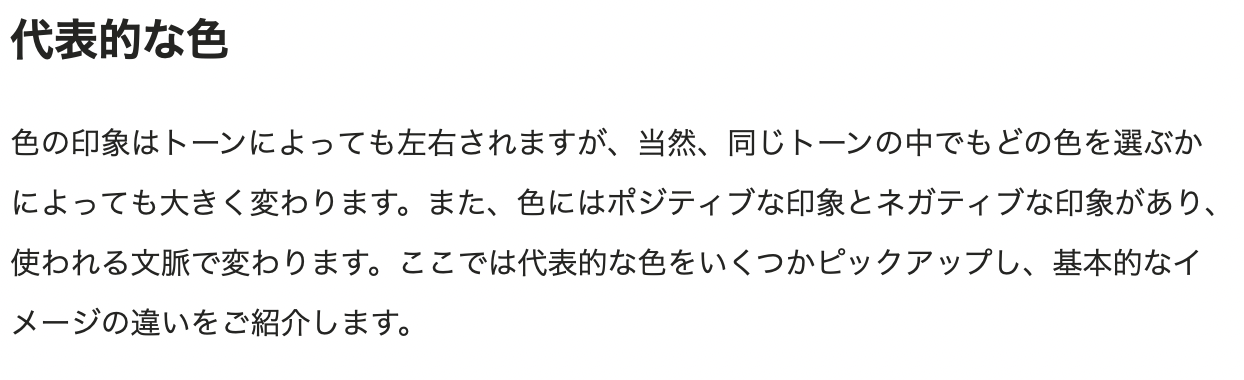 代表的な色
色の印象はトーンによっても左右されますが、当然、同じトーンの中でもどの色を選ぶか
によっても大きく変わります。また、色にはポジティブな印象とネガティブな印象があり、
使われる文脈で変わります。ここでは代表的な色をいくつかピックアップし、基本的なイ
メージの違いをご紹介します。